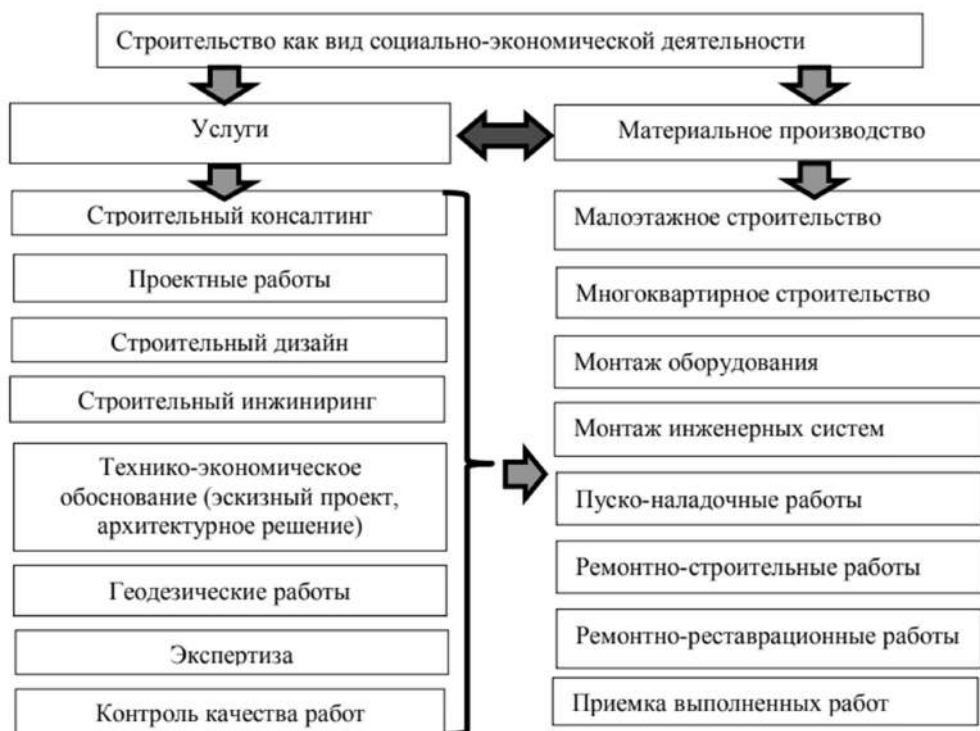 Строительство как вид социально-экономической деятельности
Услуги
Материальное производство
Строительный консалтинг
Проектные работы
Строительный дизайн
Строительный инжиниринг
Технико-экономическое
обоснование (эскизный проект,
архитектурное решение)
Геодезические работы
Экспертиза
Контроль качества работ
Малоэтажное строительство
Многоквартирное строительство
Монтаж оборудования
Монтаж инженерных систем
Пуско-наладочные работы
Ремонтно-строительные работы
Ремонтно-реставрационные работы
Приемка выполненных работ